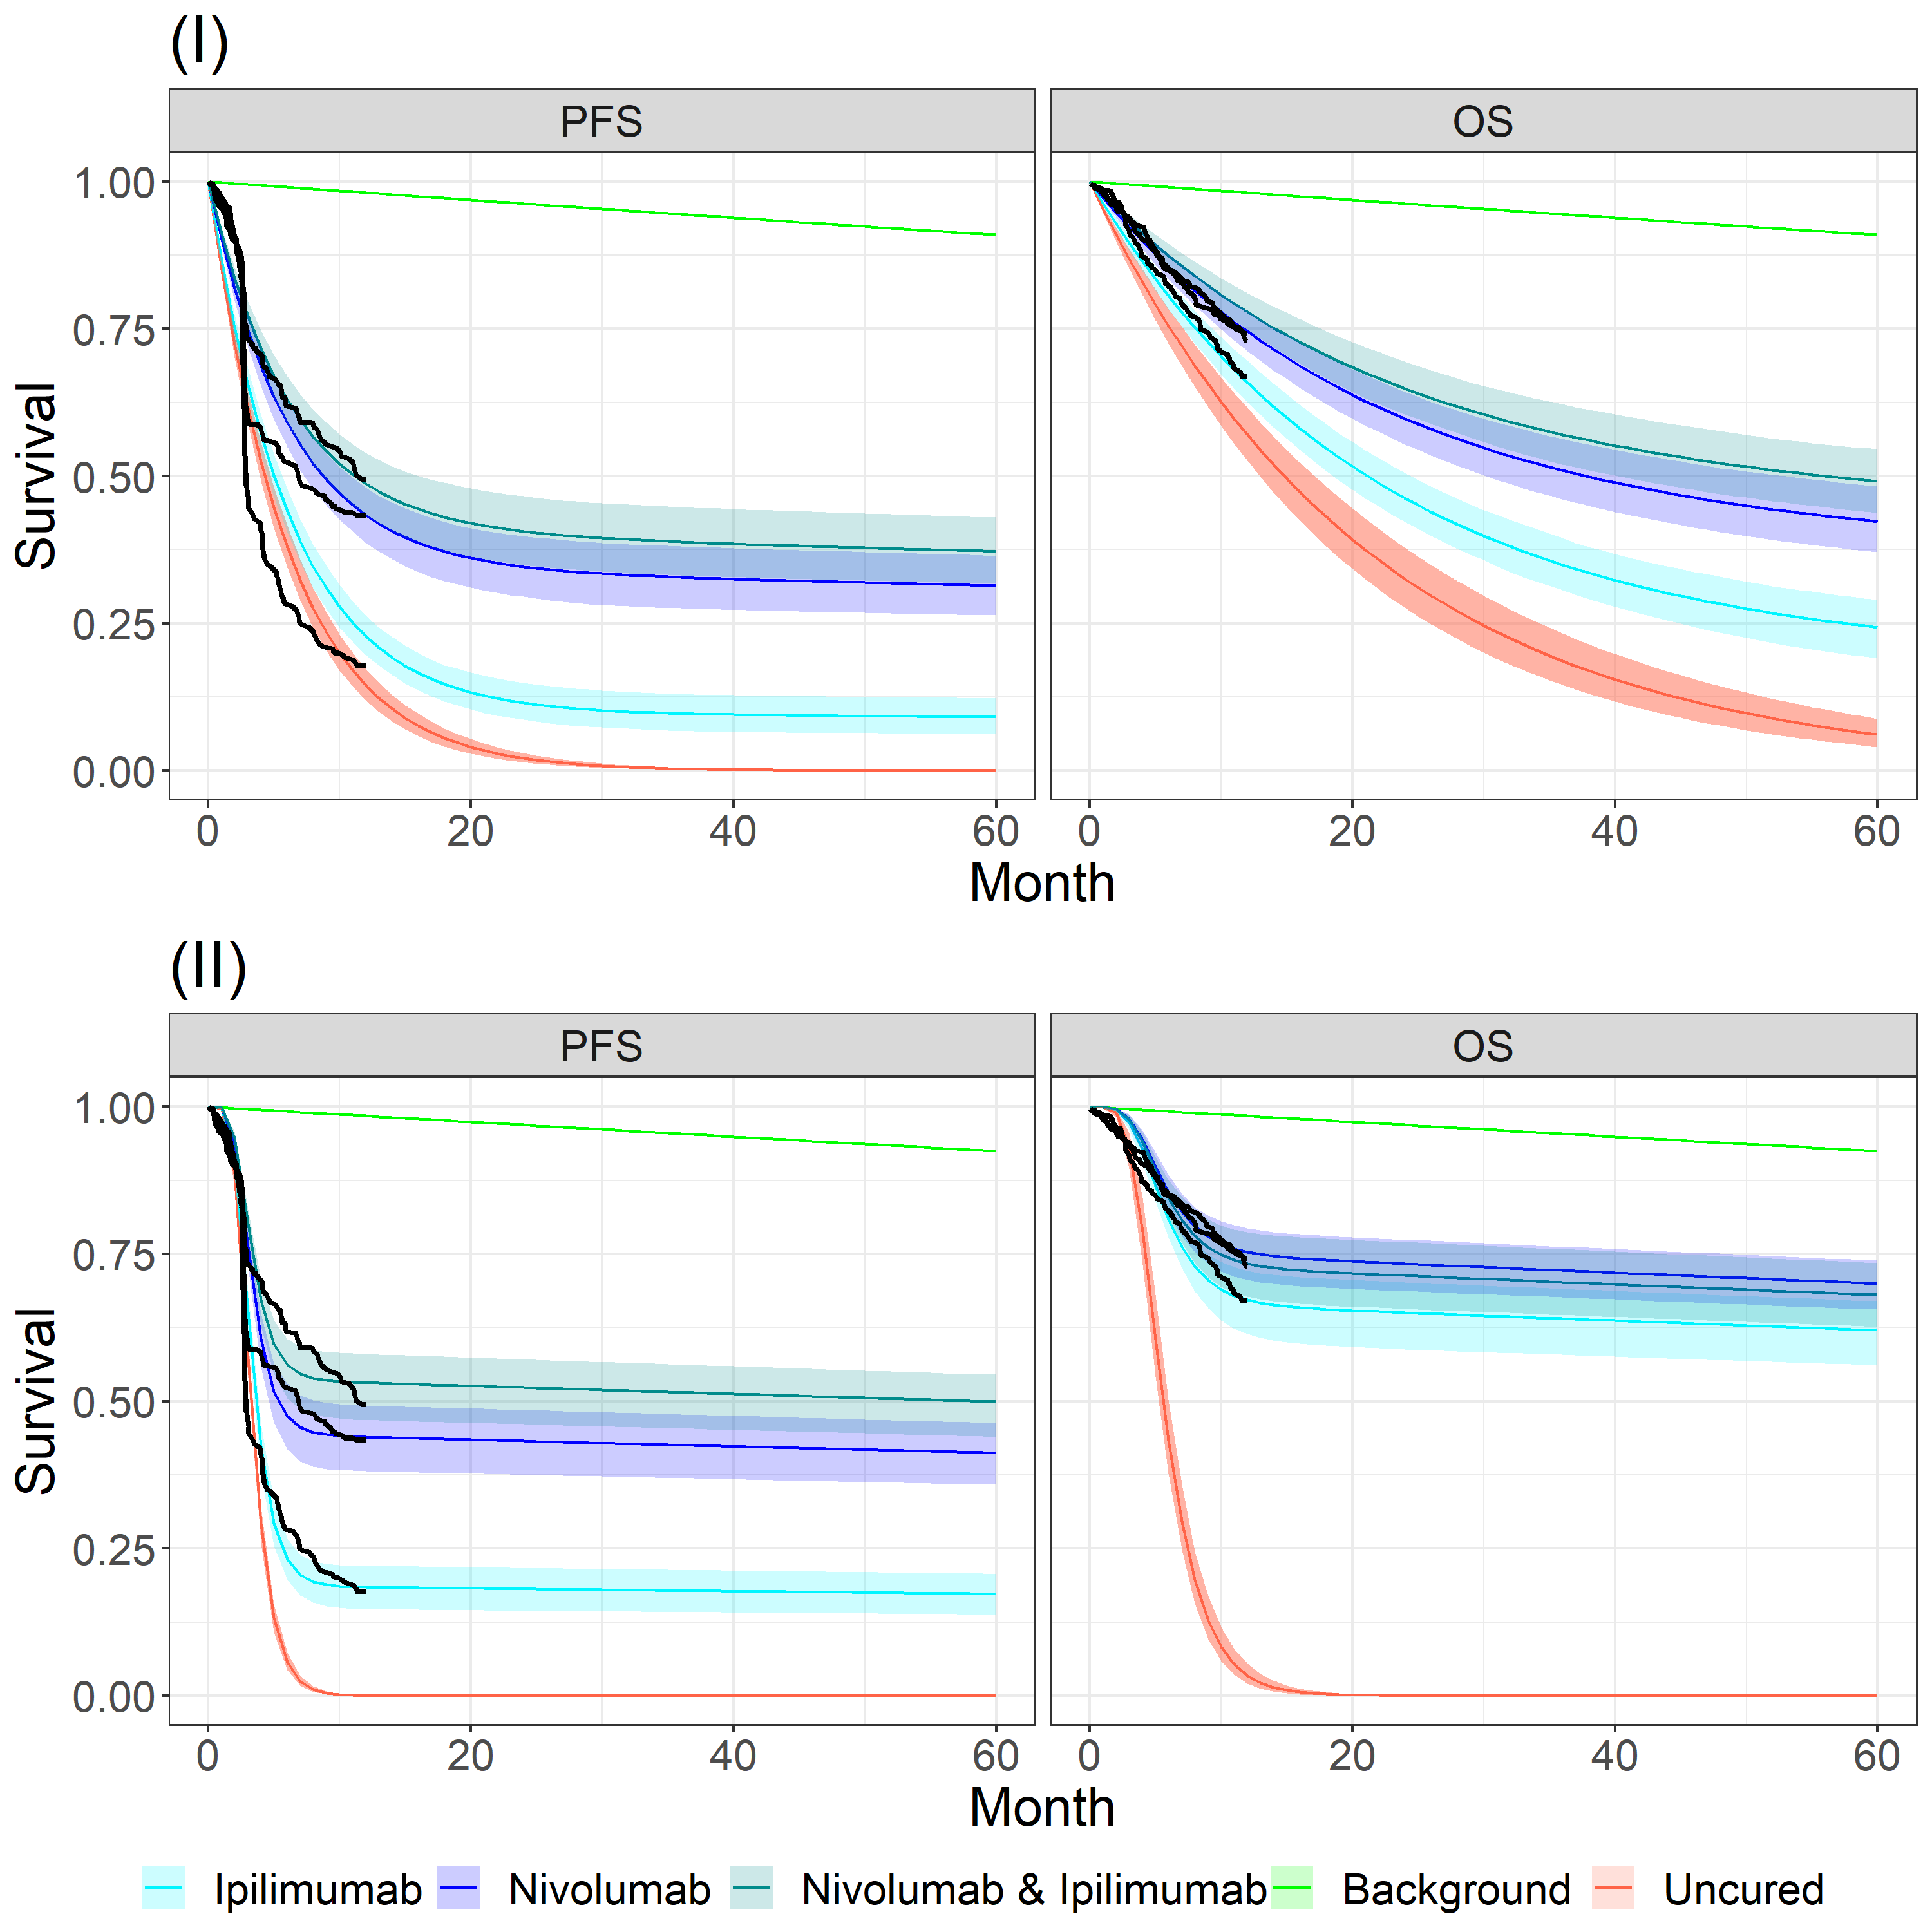 (I)
PFS OS
1.00
0.75
0.50
0.25
0.00
Survival
0 20 40 60 0 20 40 60
Month
(II)
PFS OS
1.00
0.75
0.50
0.25
0.00
Survival
0 20 40 60 0 20 40 60
Month
Ipilimumab Nivolumab Nivolumab & Ipilimumab Background Uncured